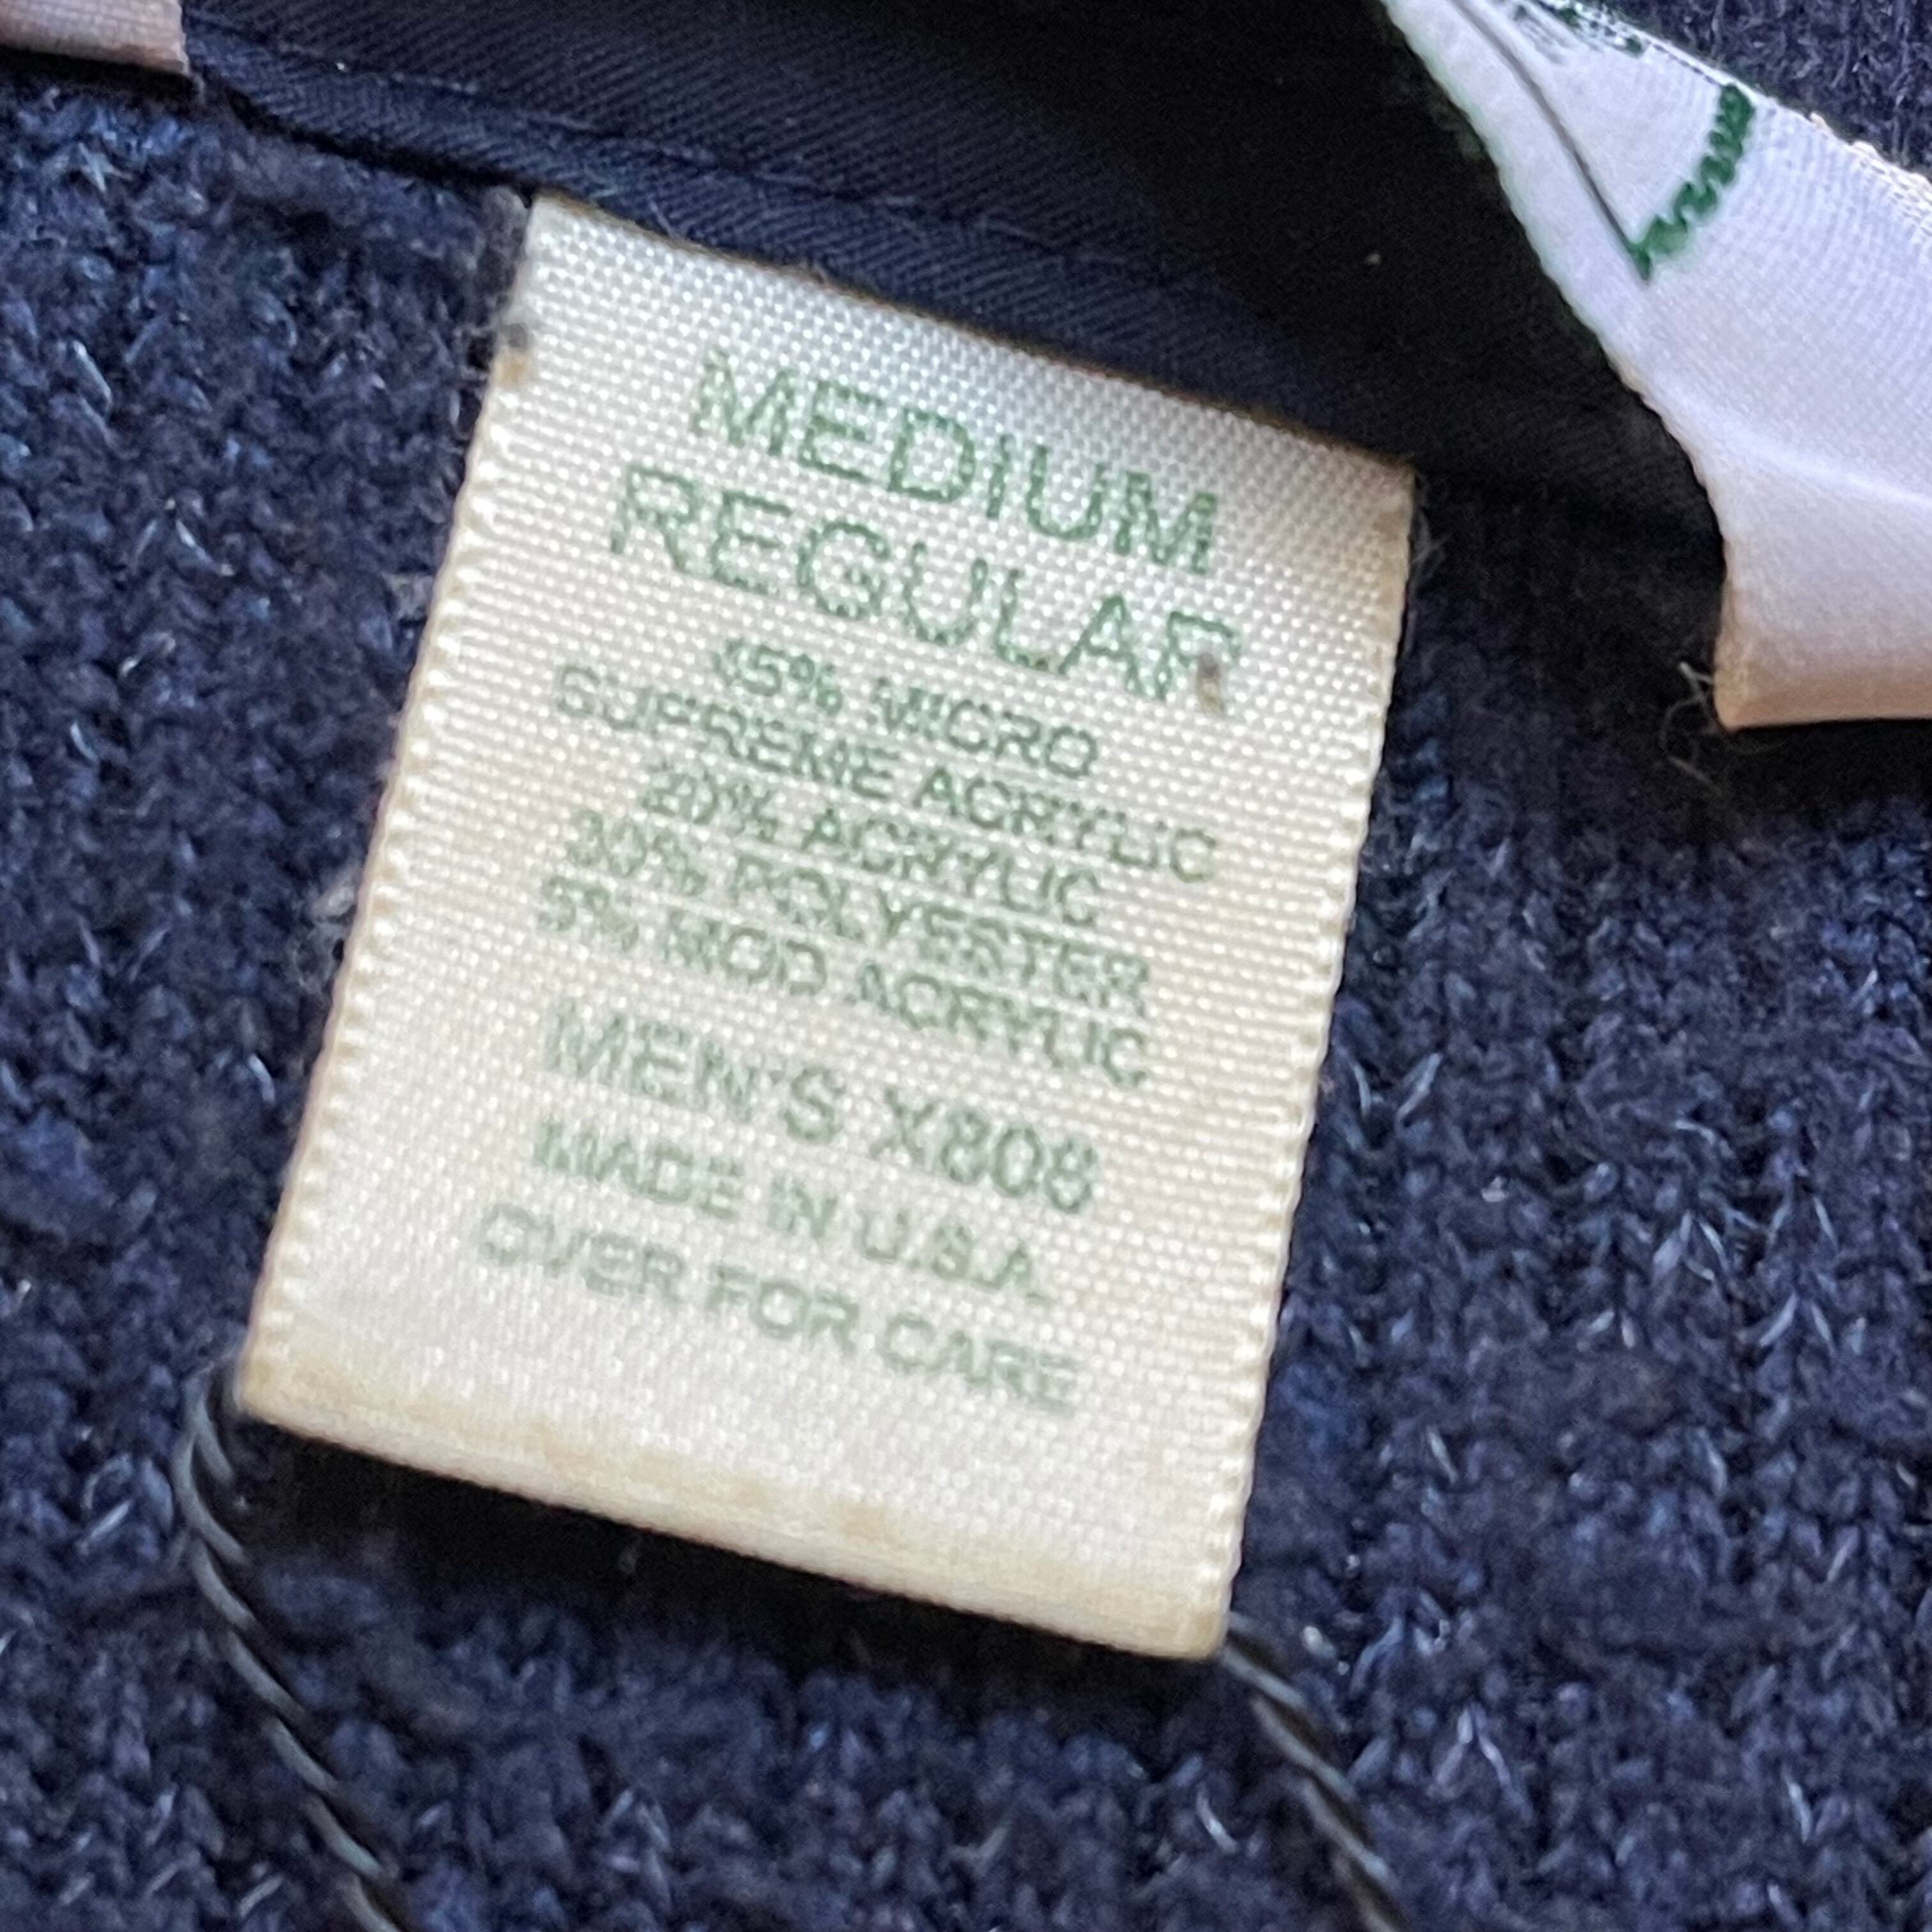 MEDIUM
REGULAR
45% MICRO
SUPREME ACRYLIC
20% ACRYLIC
30% POLYESTER
5% MOD ACRYLIC
MEN'S X808
MADE IN U.S.A.
OVER FOR CARE